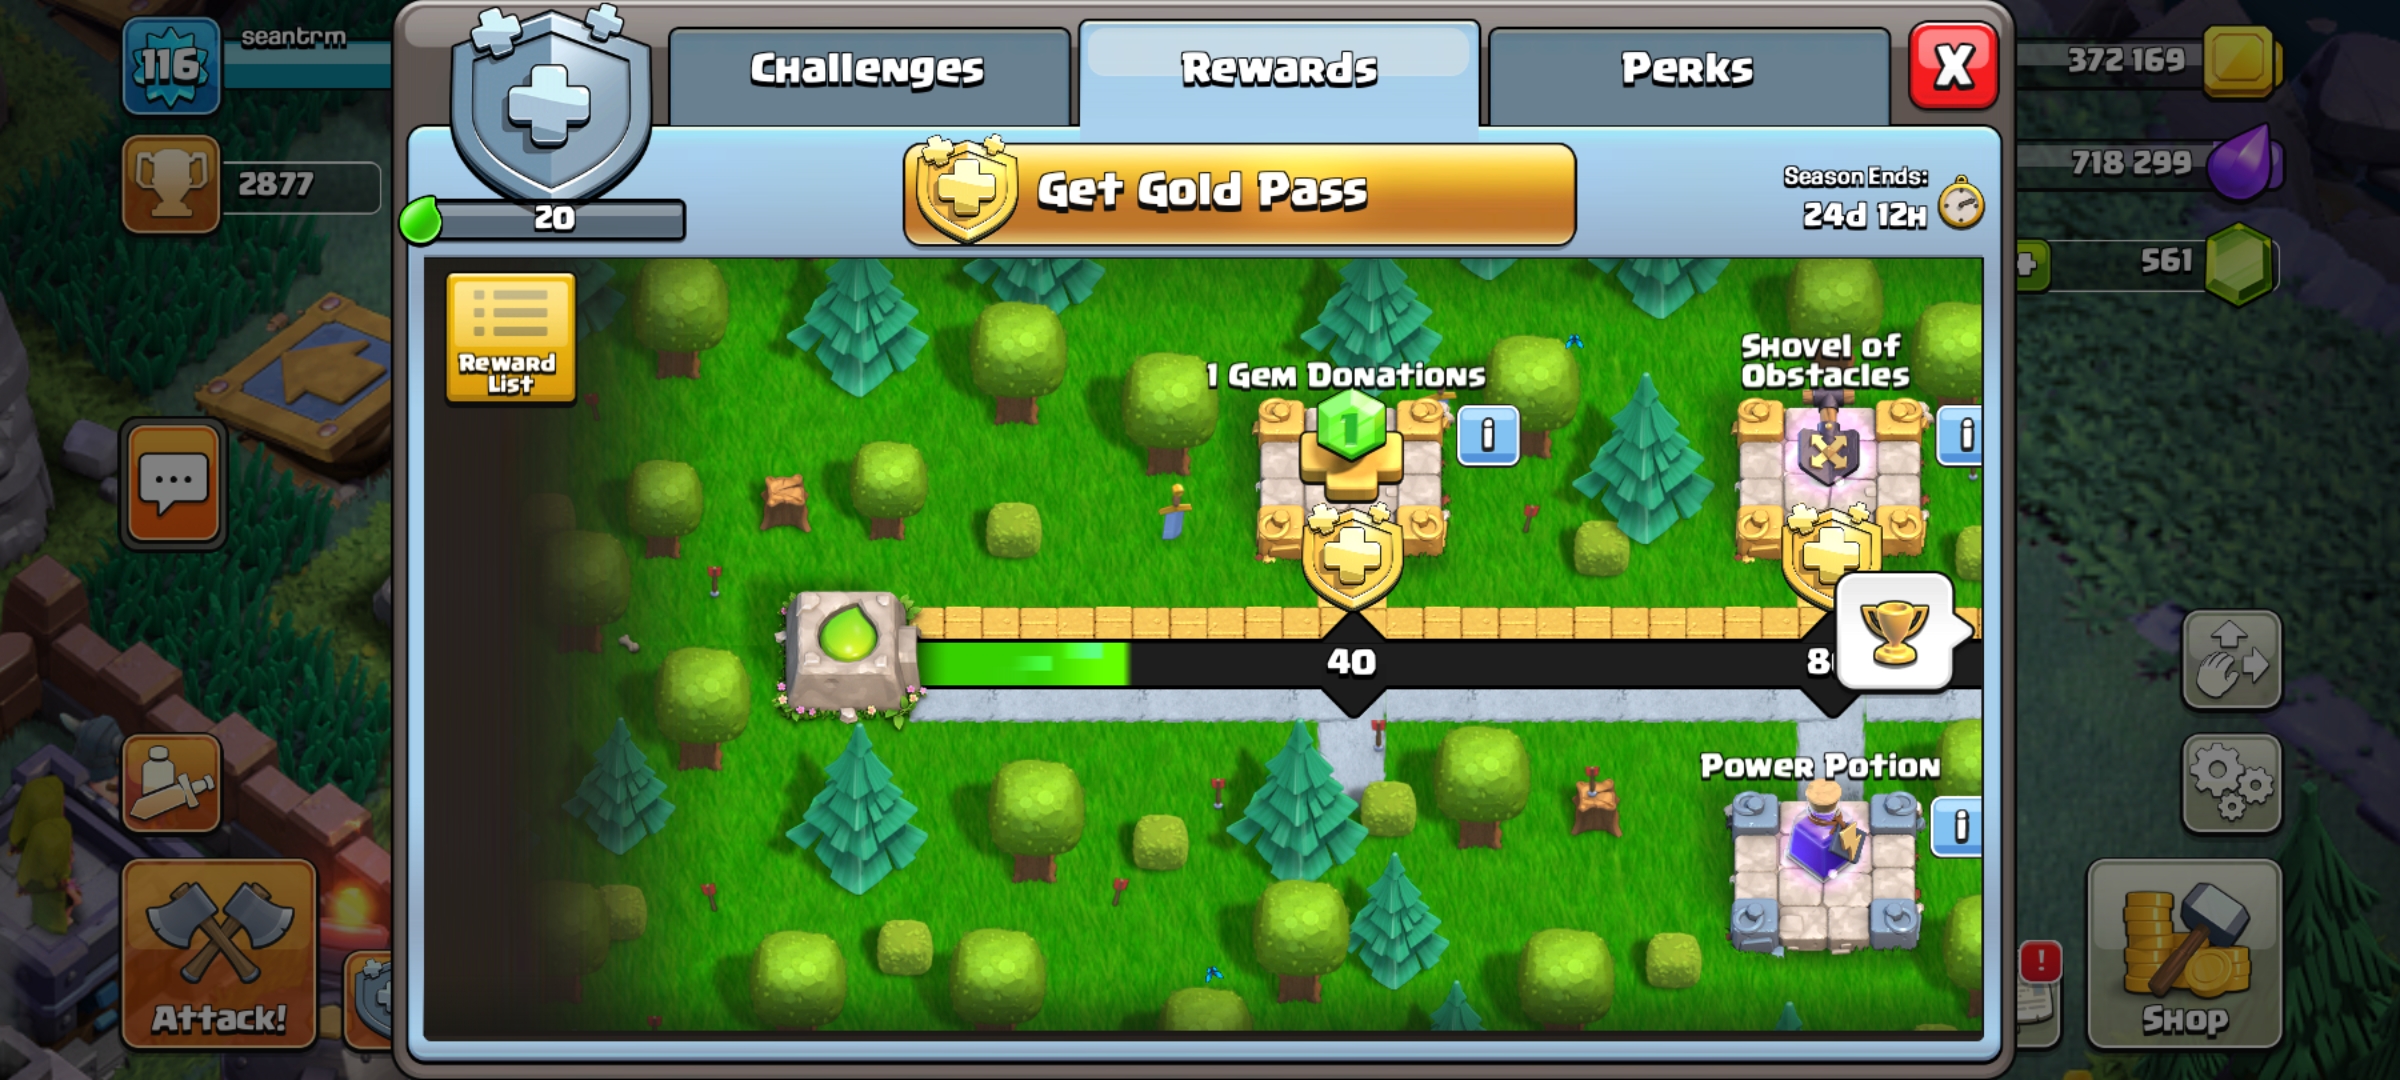 116
seantrm
2877
Challenges
Rewards
Perks
X
372 169
718 299
561
20
Get Gold Pass
Season Ends:
24d 12h
Reward
List
1 Gem Donations
1
i
Shovel of
Obstacles
i
40
Power Potion
i
Attack!
!
Shop